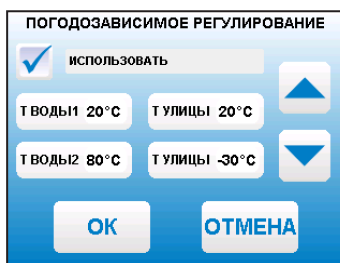 ПОГОДОЗАВИСИМОЕ РЕГУЛИРОВАНИЕ
ИСПОЛЬЗОВАТЬ
Т ВОДЫ1 20°C Т УЛИЦЫ 20°C
Т ВОДЫ2 80°C Т УЛИЦЫ -30°C
ОК ОТМЕНА